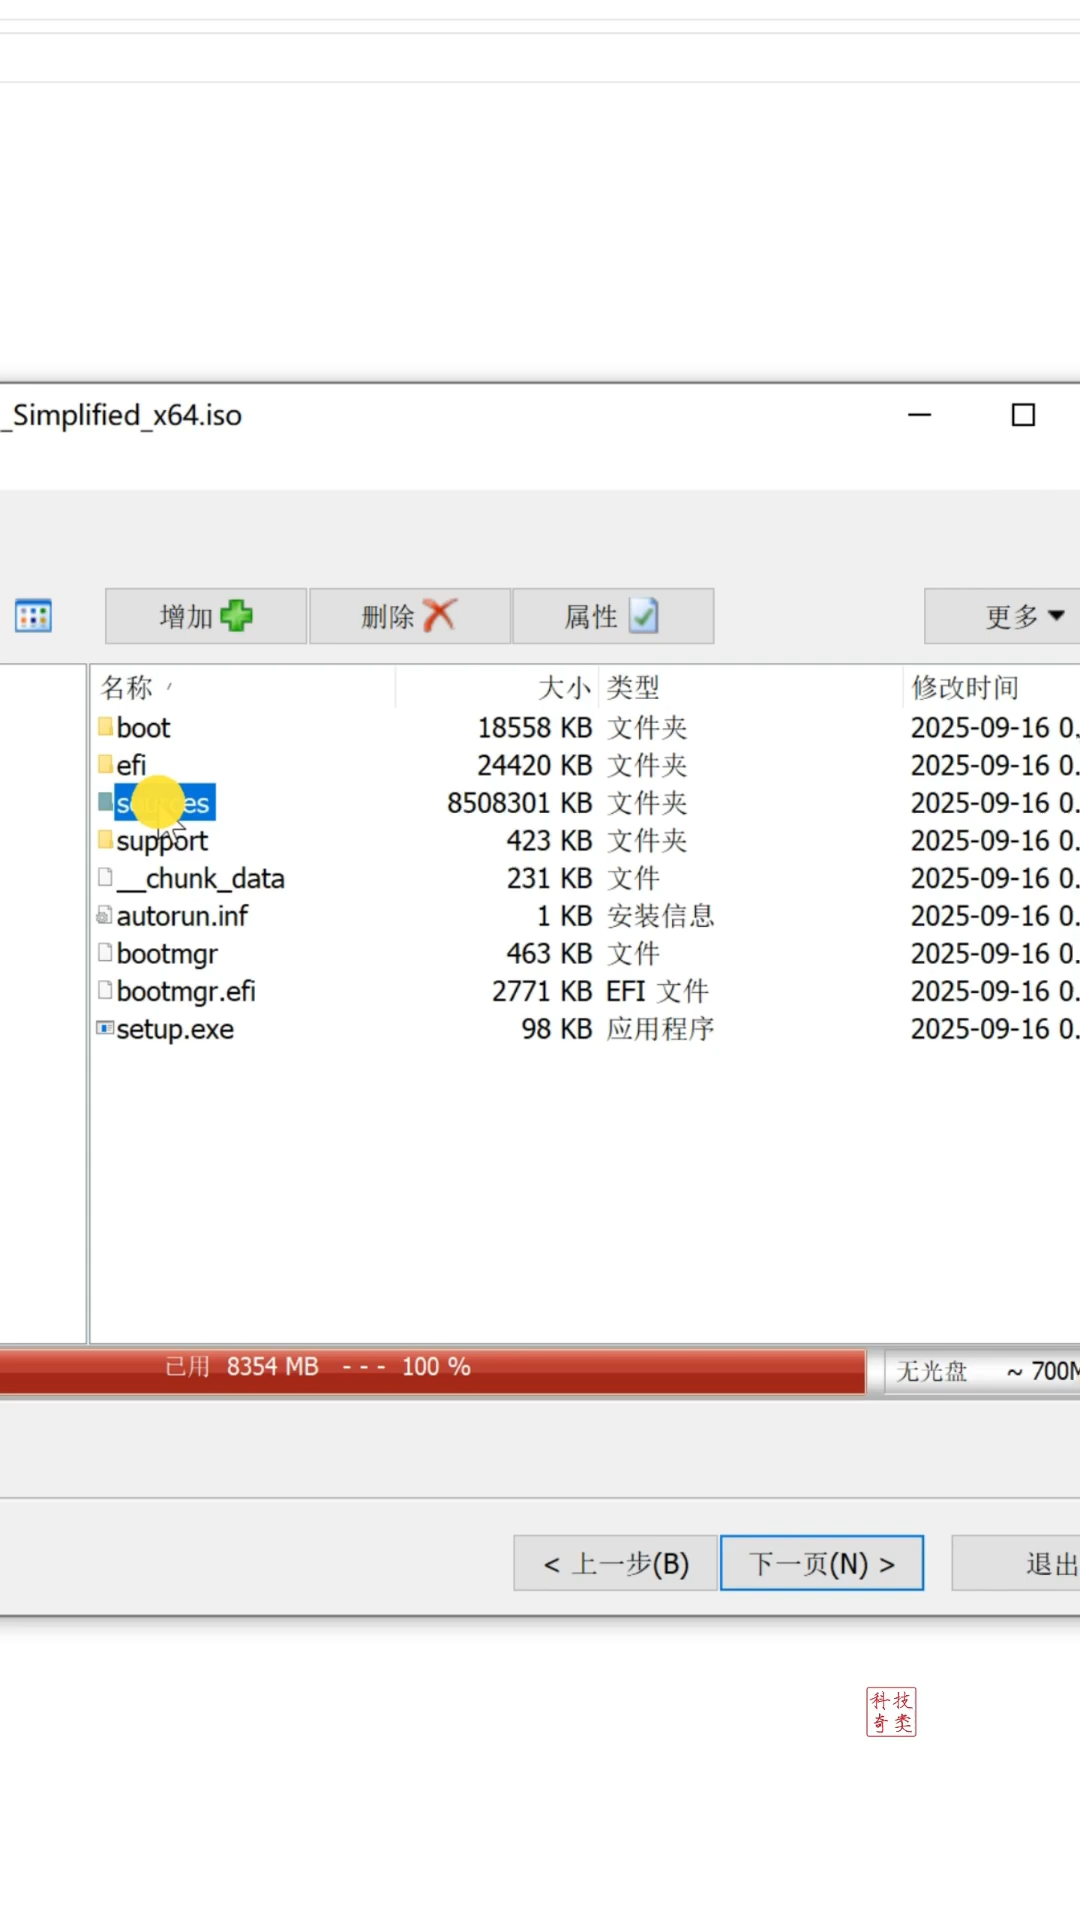 _Simplified_x64.iso
增加 删除 属性 更多
名称 大小 类型 修改时间
boot 18558 KB 文件夹 2025-09-16 0.
efi 24420 KB 文件夹 2025-09-16 0.
sources 8508301 KB 文件夹 2025-09-16 0.
support 423 KB 文件夹 2025-09-16 0.
__chunk_data 231 KB 文件 2025-09-16 0.
autorun.inf 1 KB 安装信息 2025-09-16 0.
bootmgr 463 KB 文件 2025-09-16 0.
bootmgr.efi 2771 KB EFI 文件 2025-09-16 0.
setup.exe 98 KB 应用程序 2025-09-16 0.
已用 8354 MB --- 100 % 无光盘 ~ 700M
< 上一步(B) 下一页(N) > 退出
科技
奇类